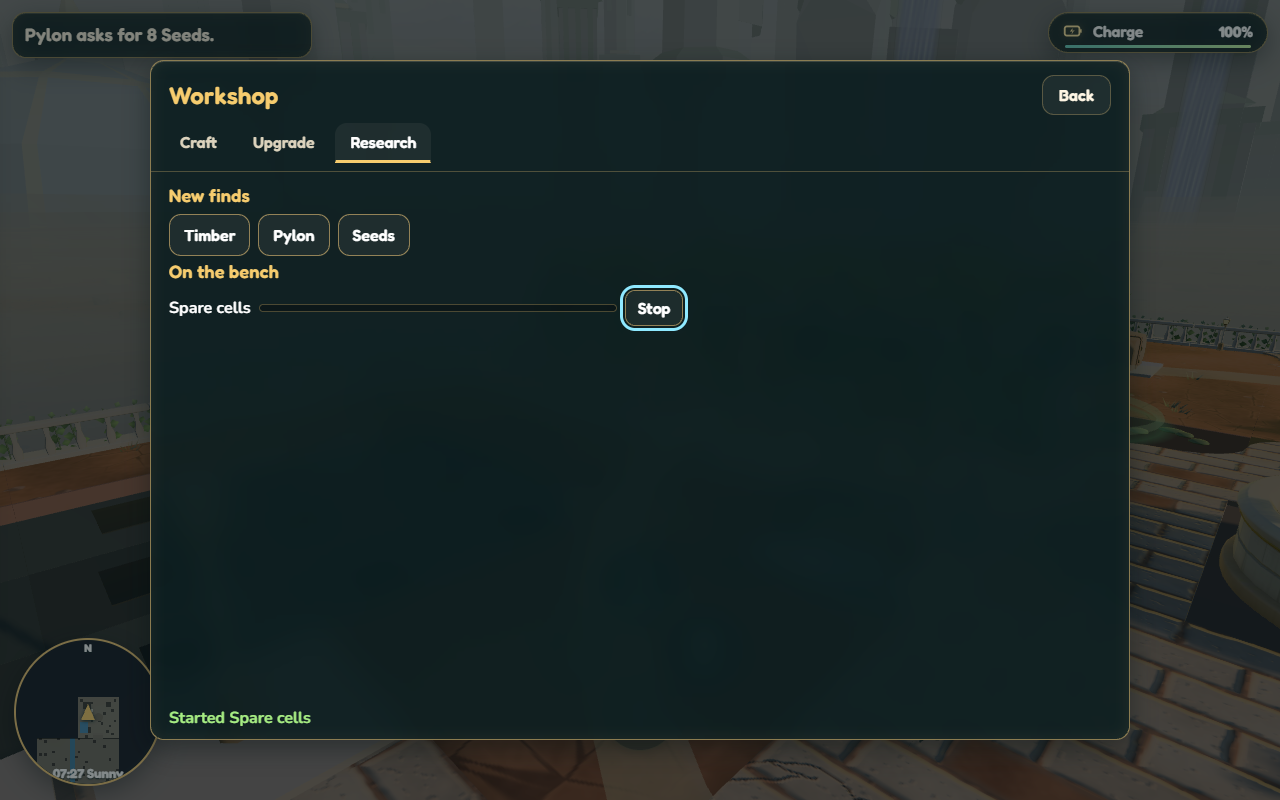 Pylon asks for 8 Seeds.
Charge 100%
Workshop
Back
Craft Upgrade Research
New finds
Timber Pylon Seeds
On the bench
Spare cells Stop
Started Spare cells
N
07:27 Sunny